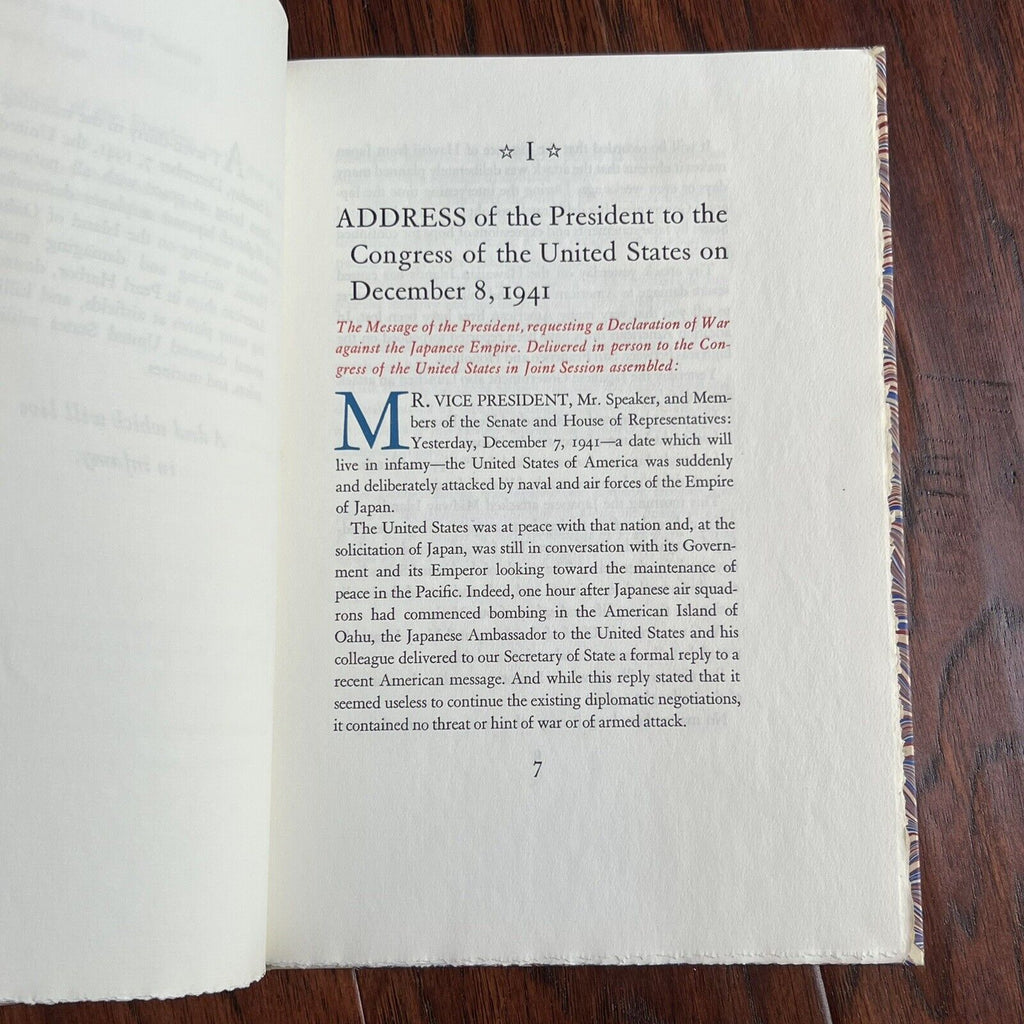 ☆ I ☆
ADDRESS of the President to the
Congress of the United States on
December 8, 1941
The Message of the President, requesting a Declaration of War
against the Japanese Empire. Delivered in person to the Con-
gress of the United States in Joint Session assembled:
MR. VICE PRESIDENT, Mr. Speaker, and Mem-
bers of the Senate and House of Representatives:
Yesterday, December 7, 1941—a date which will
live in infamy—the United States of America was suddenly
and deliberately attacked by naval and air forces of the Empire
of Japan.
The United States was at peace with that nation and, at the
solicitation of Japan, was still in conversation with its Govern-
ment and its Emperor looking toward the maintenance of
peace in the Pacific. Indeed, one hour after Japanese air squad-
rons had commenced bombing in the American Island of
Oahu, the Japanese Ambassador to the United States and his
colleague delivered to our Secretary of State a formal reply to a
recent American message. And while this reply stated that it
seemed useless to continue the existing diplomatic negotiations,
it contained no threat or hint of war or of armed attack.
7